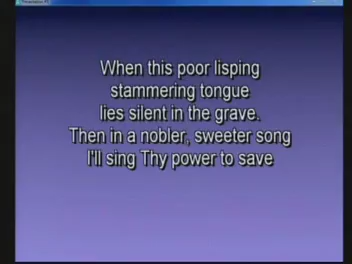 When this poor lisping
stammering tongue
lies silent in the grave.
Then in a nobler, sweeter song
I'll sing Thy power to save